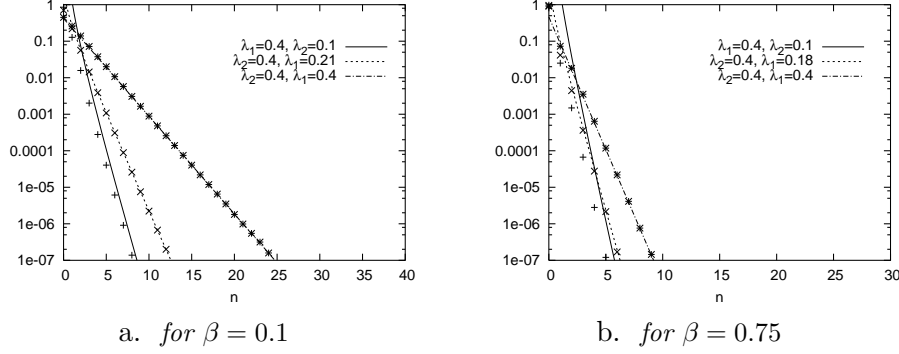 1
0.1
0.01
0.001
0.0001
1e-05
1e-06
1e-07
0 5 10 15 20 25 30 35 40
n
λ1=0.4, λ2=0.1
λ2=0.4, λ1=0.21
λ2=0.4, λ1=0.4
a. for β = 0.1
1
0.1
0.01
0.001
0.0001
1e-05
1e-06
1e-07
0 5 10 15 20 25 30
n
λ1=0.4, λ2=0.1
λ2=0.4, λ1=0.18
λ2=0.4, λ1=0.4
b. for β = 0.75